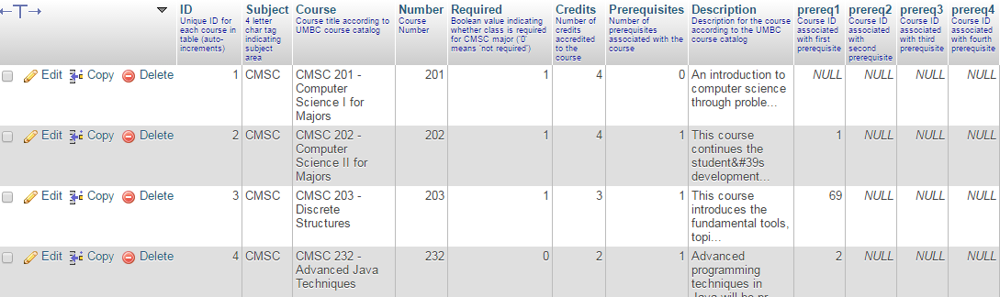 ID Subject Course Number Required Credits Prerequisites Description prereq1 prereq2 prereq3 prereq4
Unique ID for each course in table (auto-increments)
4 letter char tag indicating subject area
Course title according to UMBC course catalog
Course Number
Boolean value indicating whether class is required for CMSC major ('0' means 'not required')
Number of credits accredited to the course
Number of prerequisites associated with the course
Description for the course according to the UMBC course catalog
Course ID associated with first prerequisite
Course ID associated with second prerequisite
Course ID associated with third prerequisite
Course ID associated with fourth prerequisite
Edit Copy Delete 1 CMSC CMSC 201 - 201 1 4 0 An introduction to NULL NULL NULL NULL
Computer computer science
Science I for through proble...
Majors
Edit Copy Delete 2 CMSC CMSC 202 - 202 1 4 1 This course 1 NULL NULL NULL
Computer continues the
Science II for student&#39s
Majors development...
Edit Copy Delete 3 CMSC CMSC 203 - 203 1 3 1 This course 69 NULL NULL NULL
Discrete introduces the
Structures fundamental tools,
topi...
Edit Copy Delete 4 CMSC CMSC 232 - 232 0 2 1 Advanced 2 NULL NULL NULL
Advanced Java programming
Techniques techniques in
Java will be pr